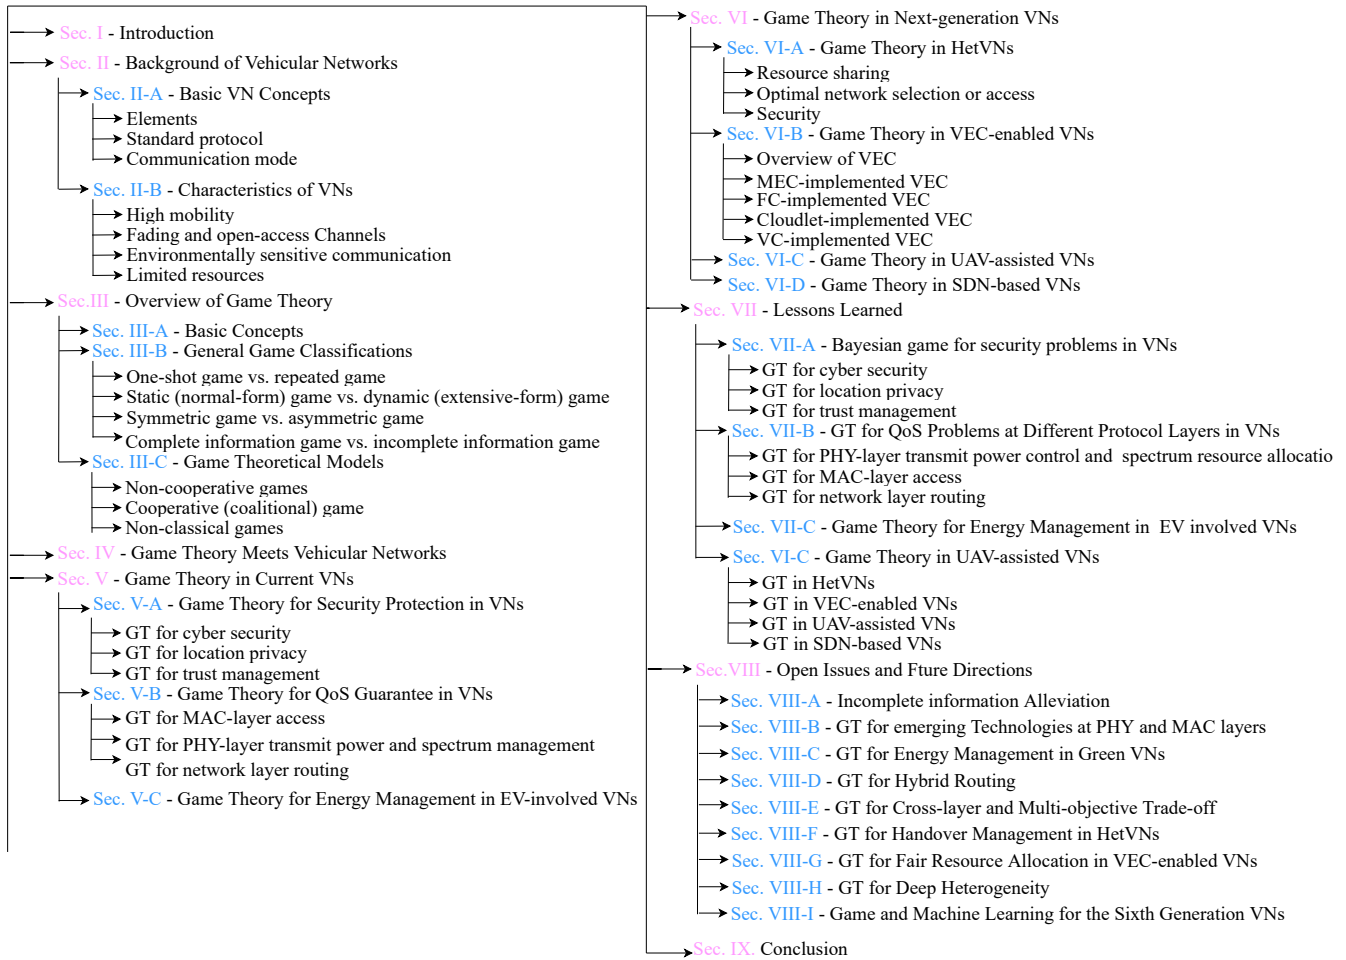 Sec. I - Introduction
Sec. II - Background of Vehicular Networks
Sec. II-A - Basic VN Concepts
Elements
Standard protocol
Communication mode
Sec. II-B - Characteristics of VNs
High mobility
Fading and open-access Channels
Environmentally sensitive communication
Limited resources
Sec.III - Overview of Game Theory
Sec. III-A - Basic Concepts
Sec. III-B - General Game Classifications
One-shot game vs. repeated game
Static (normal-form) game vs. dynamic (extensive-form) game
Symmetric game vs. asymmetric game
Complete information game vs. incomplete information game
Sec. III-C - Game Theoretical Models
Non-cooperative games
Cooperative (coalitional) game
Non-classical games
Sec. IV - Game Theory Meets Vehicular Networks
Sec. V - Game Theory in Current VNs
Sec. V-A - Game Theory for Security Protection in VNs
GT for cyber security
GT for location privacy
GT for trust management
Sec. V-B - Game Theory for QoS Guarantee in VNs
GT for MAC-layer access
GT for PHY-layer transmit power and spectrum management
GT for network layer routing
Sec. V-C - Game Theory for Energy Management in EV-involved VNs
Sec. VI - Game Theory in Next-generation VNs
Sec. VI-A - Game Theory in HetVNs
Resource sharing
Optimal network selection or access
Security
Sec. VI-B - Game Theory in VEC-enabled VNs
Overview of VEC
MEC-implemented VEC
FC-implemented VEC
Cloudlet-implemented VEC
VC-implemented VEC
Sec. VI-C - Game Theory in UAV-assisted VNs
Sec. VI-D - Game Theory in SDN-based VNs
Sec. VII - Lessons Learned
Sec. VII-A - Bayesian game for security problems in VNs
GT for cyber security
GT for location privacy
GT for trust management
Sec. VII-B - GT for QoS Problems at Different Protocol Layers in VNs
GT for PHY-layer transmit power control and spectrum resource allocatio
GT for MAC-layer access
GT for network layer routing
Sec. VII-C - Game Theory for Energy Management in EV involved VNs
Sec. VI-C - Game Theory in UAV-assisted VNs
GT in HetVNs
GT in VEC-enabled VNs
GT in UAV-assisted VNs
GT in SDN-based VNs
Sec.VIII - Open Issues and Fture Directions
Sec. VIII-A - Incomplete information Alleviation
Sec. VIII-B - GT for emerging Technologies at PHY and MAC layers
Sec. VIII-C - GT for Energy Management in Green VNs
Sec. VIII-D - GT for Hybrid Routing
Sec. VIII-E - GT for Cross-layer and Multi-objective Trade-off
Sec. VIII-F - GT for Handover Management in HetVNs
Sec. VIII-G - GT for Fair Resource Allocation in VEC-enabled VNs
Sec. VIII-H - GT for Deep Heterogeneity
Sec. VIII-I - Game and Machine Learning for the Sixth Generation VNs
Sec. IX. Conclusion